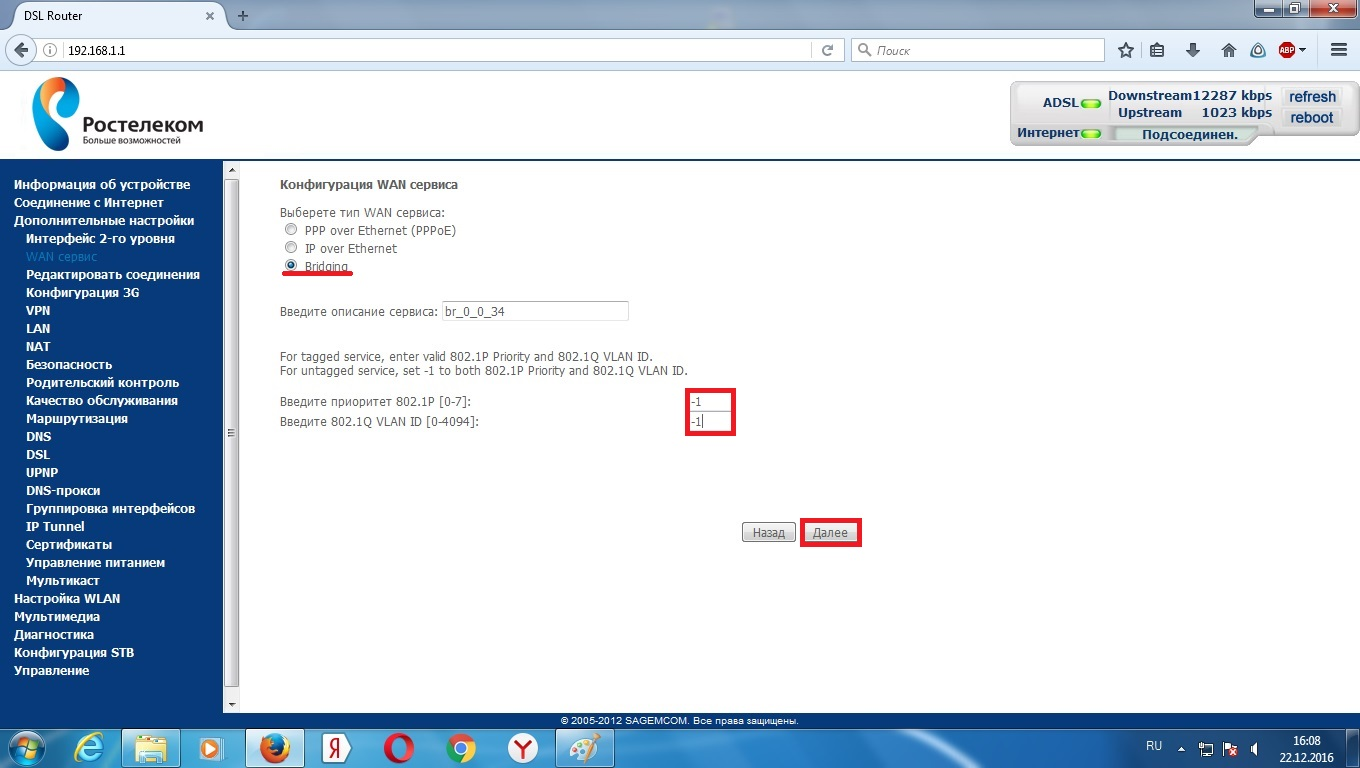 DSL Router
192.168.1.1
Поиск
ABP
Ростелеком
Больше возможностей
ADSL
Downstream 12287 kbps
Upstream 1023 kbps
refresh
reboot
Интернет
Подсоединен.
Информация об устройстве
Соединение с Интернет
Дополнительные настройки
Интерфейс 2-го уровня
WAN сервис
Редактировать соединения
Конфигурация 3G
VPN
LAN
NAT
Безопасность
Родительский контроль
Качество обслуживания
Маршрутизация
DNS
DSL
UPNP
DNS-прокси
Группировка интерфейсов
IP Tunnel
Сертификаты
Управление питанием
Мультикаст
Настройка WLAN
Мультимедиа
Диагностика
Конфигурация STB
Управление
Конфигурация WAN сервиса
Выберете тип WAN сервиса:
PPP over Ethernet (PPPoE)
IP over Ethernet
Bridging
Введите описание сервиса: br_0_0_34
For tagged service, enter valid 802.1P Priority and 802.1Q VLAN ID.
For untagged service, set -1 to both 802.1P Priority and 802.1Q VLAN ID.
Введите приоритет 802.1P [0-7]: -1
Введите 802.1Q VLAN ID [0-4094]: -1
Назад
Далее
© 2005-2012 SAGEMCOM. Все права защищены.
RU
16:08
22.12.2016